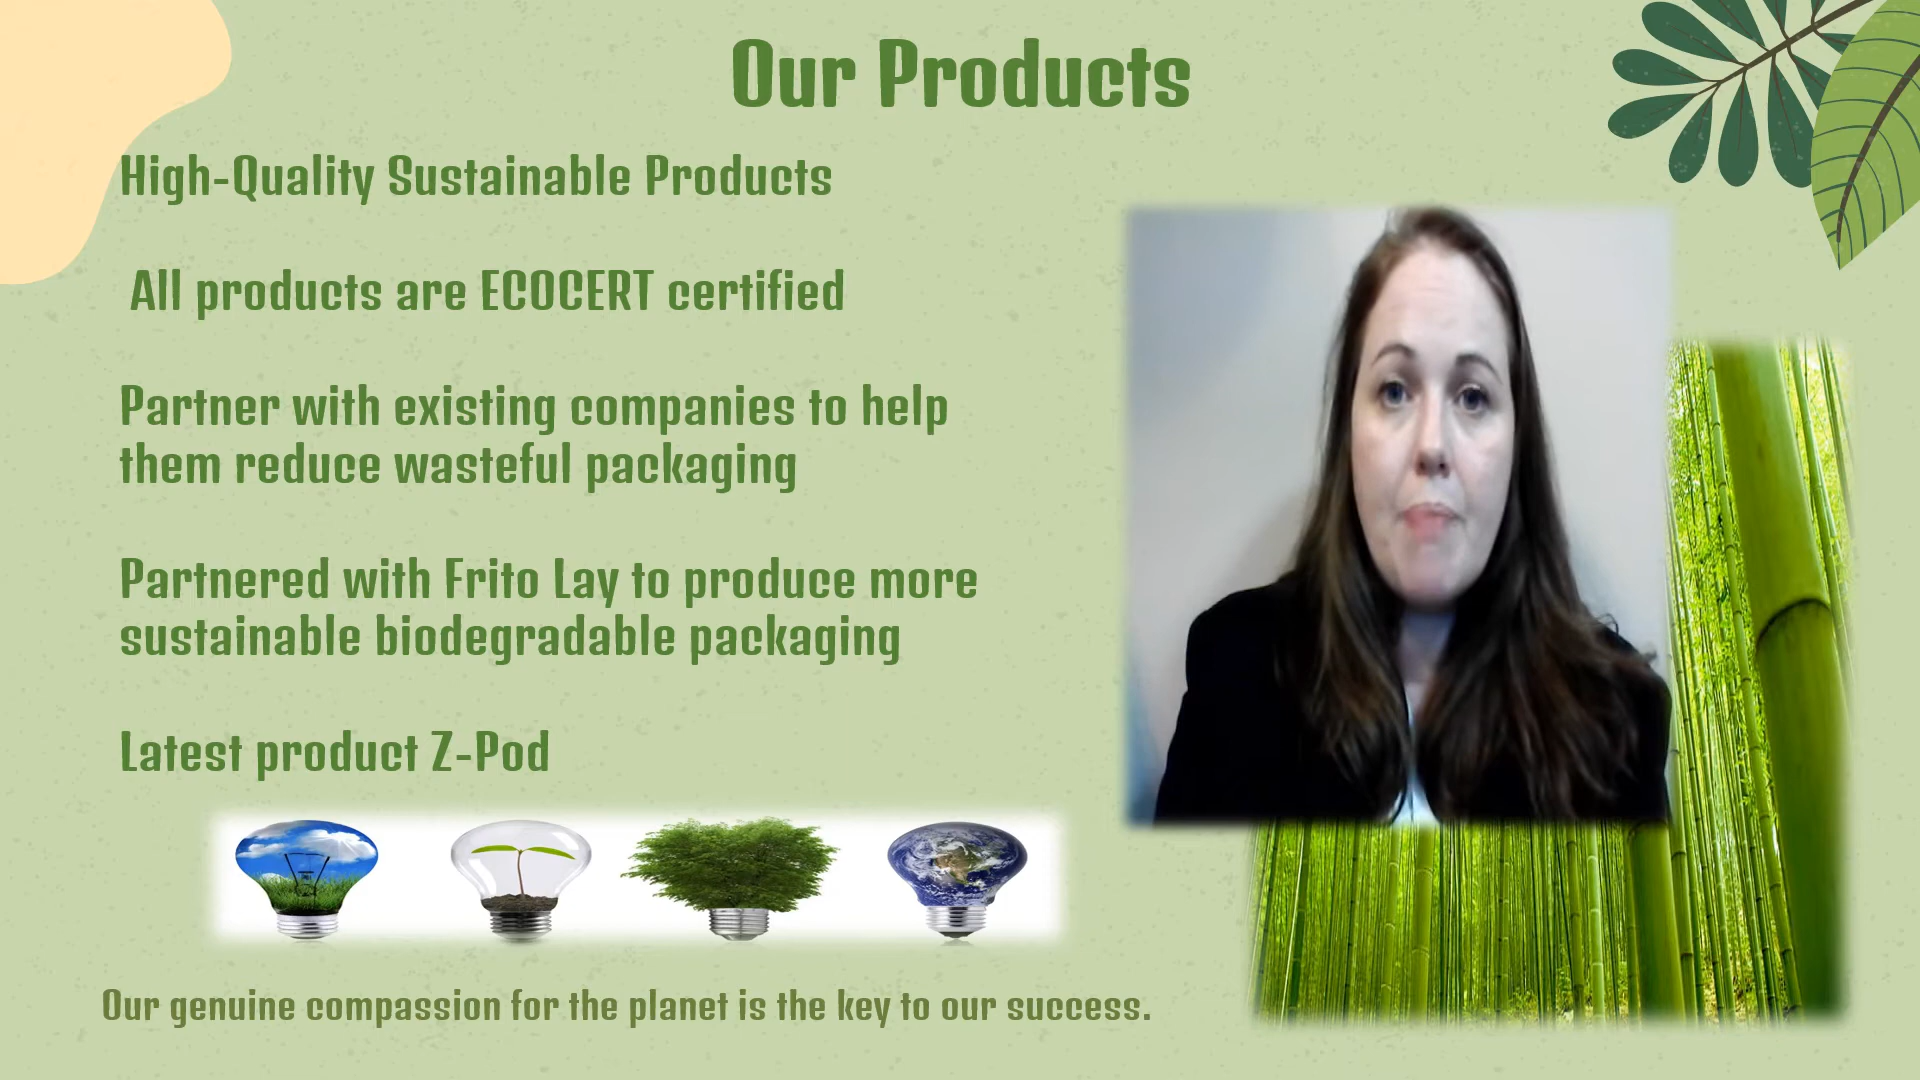 Our Products
High-Quality Sustainable Products
All products are ECOCERT certified
Partner with existing companies to help
them reduce wasteful packaging
Partnered with Frito Lay to produce more
sustainable biodegradable packaging
Latest product Z-Pod
Our genuine compassion for the planet is the key to our success.